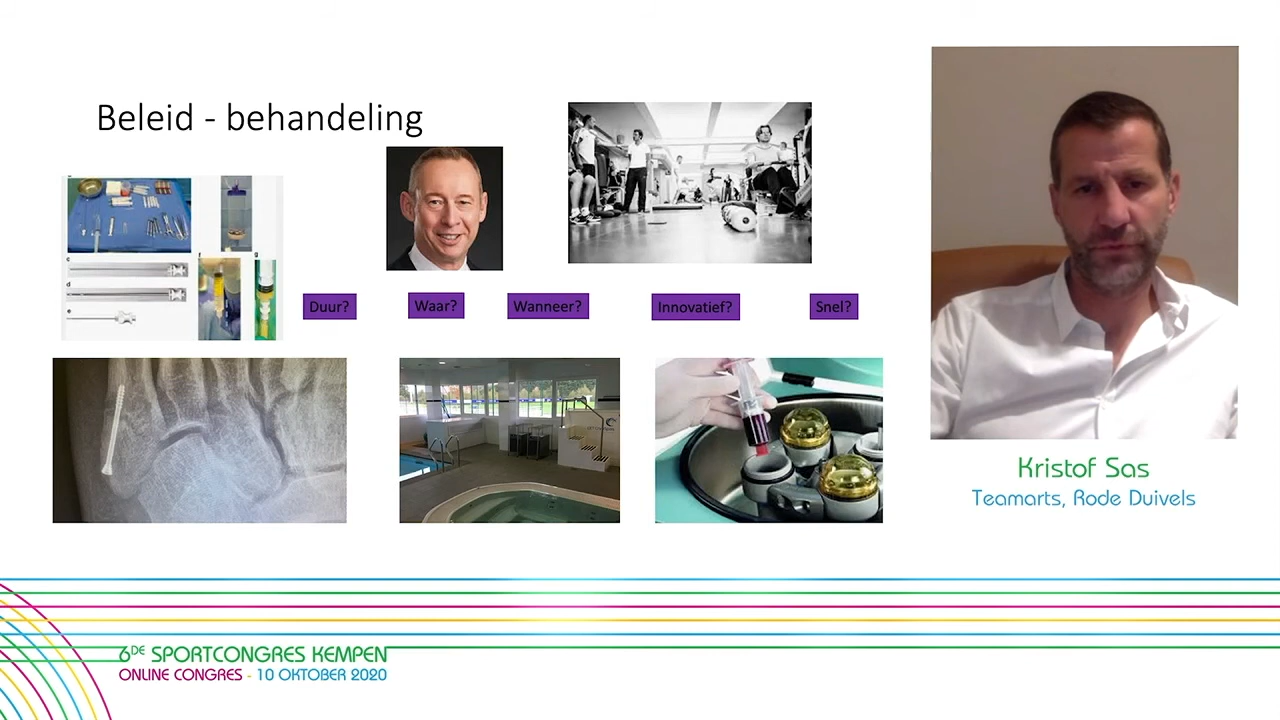 Beleid - behandeling
Duur?
Waar?
Wanneer?
Innovatief?
Snel?
Kristof Sas
Teamarts, Rode Duivels
6DE SPORTCONGRES KEMPEN
ONLINE CONGRES - 10 OKTOBER 2020